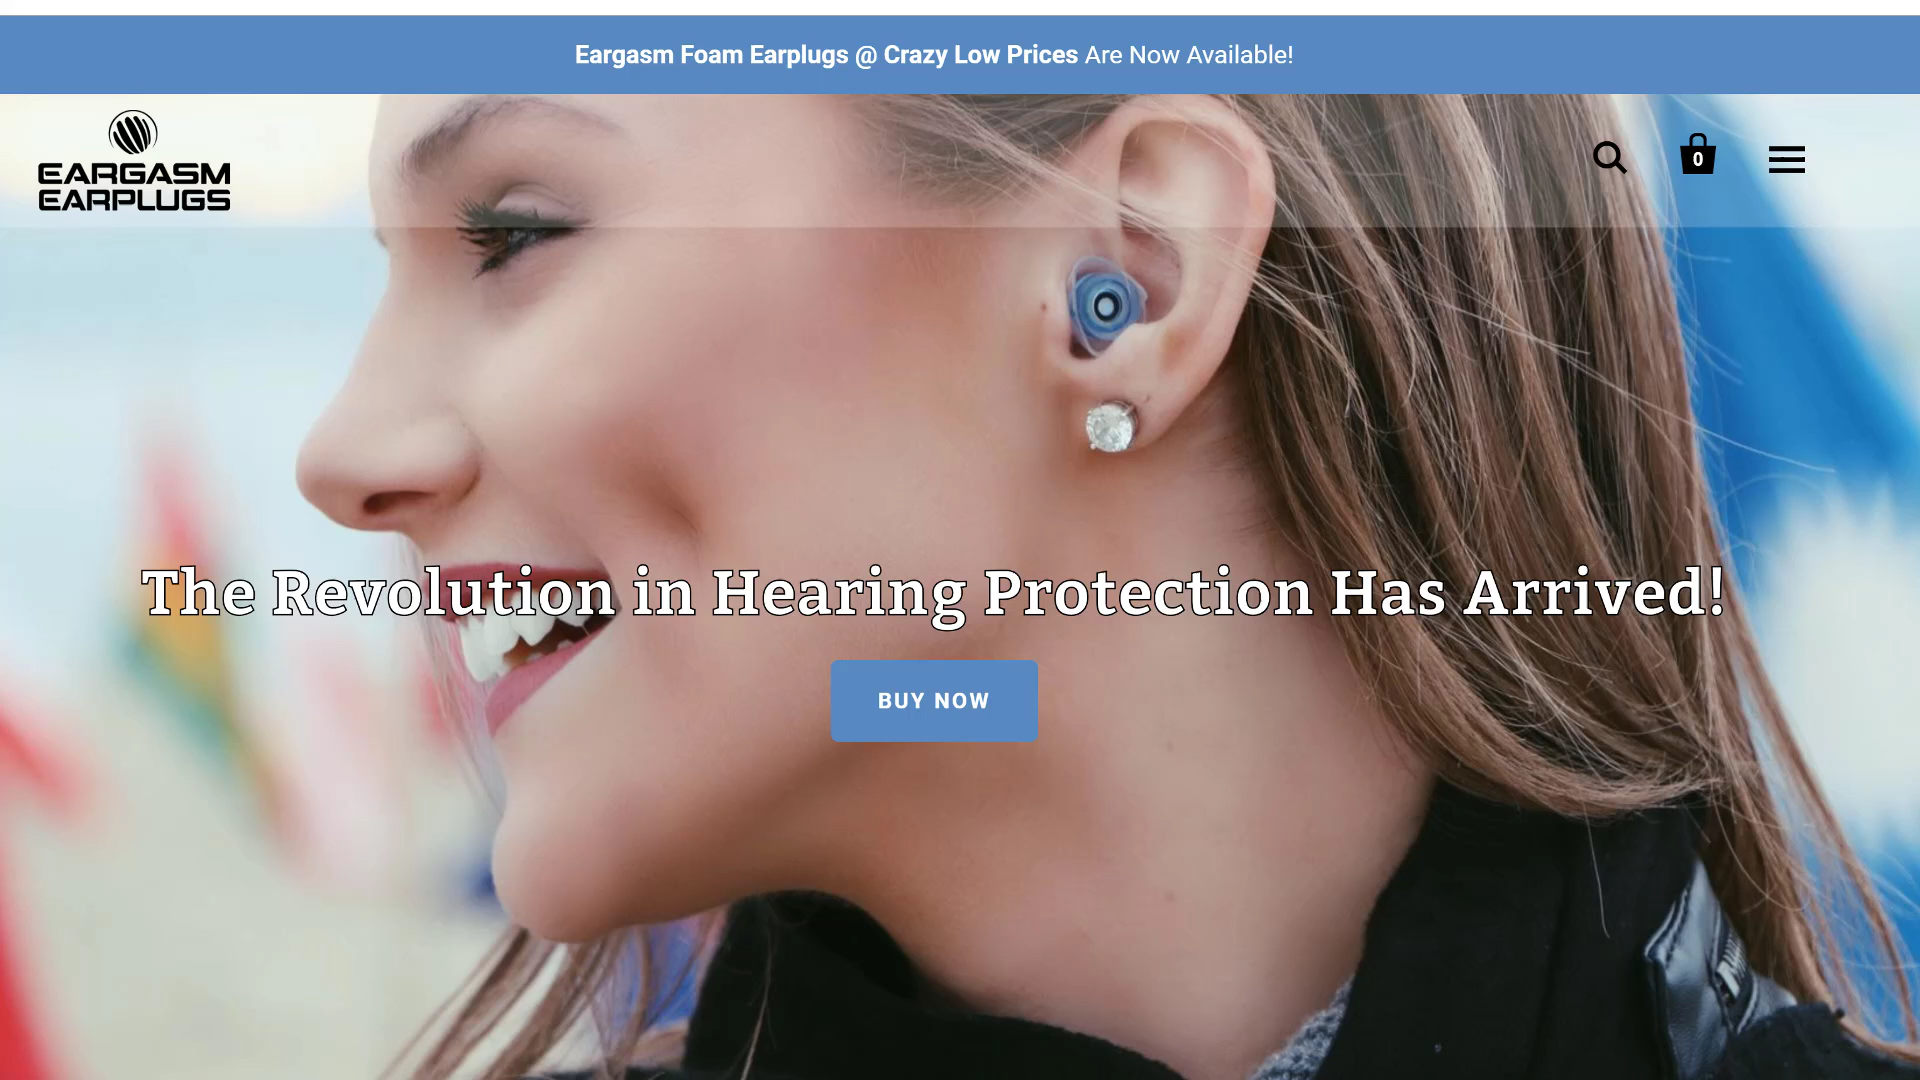 Eargasm Foam Earplugs @ Crazy Low Prices Are Now Available!
EARGASM
EARPLUGS
0
The Revolution in Hearing Protection Has Arrived!
BUY NOW